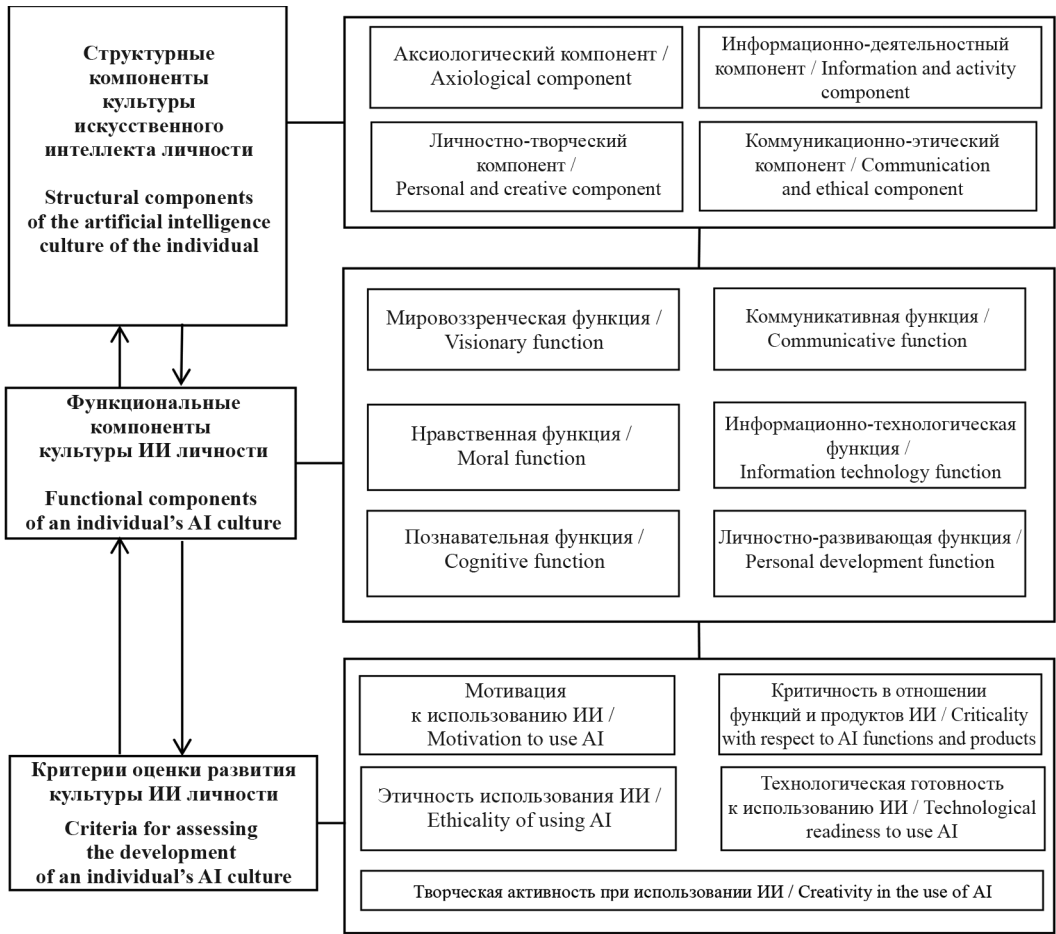 Структурные
компоненты
культуры
искусственного
интеллекта личности
Structural components
of the artificial intelligence
culture of the individual
Аксиологический компонент /
Axiological component
Информационно-деятельностный
компонент / Information and activity
component
Личностно-творческий
компонент /
Personal and creative component
Коммуникационно-этический
компонент / Communication
and ethical component
Функциональные
компоненты
культуры ИИ личности
Functional components
of an individual’s AI culture
Мировоззренческая функция /
Visionary function
Коммуникативная функция /
Communicative function
Нравственная функция /
Moral function
Информационно-технологическая
функция /
Information technology function
Познавательная функция /
Cognitive function
Личностно-развивающая функция /
Personal development function
Критерии оценки развития
культуры ИИ личности
Criteria for assessing
the development
of an individual’s AI culture
Мотивация
к использованию ИИ /
Motivation to use AI
Критичность в отношении
функций и продуктов ИИ / Criticality
with respect to AI functions and products
Этичность использования ИИ /
Ethicality of using AI
Технологическая готовность
к использованию ИИ / Technological
readiness to use AI
Творческая активность при использовании ИИ / Creativity in the use of AI